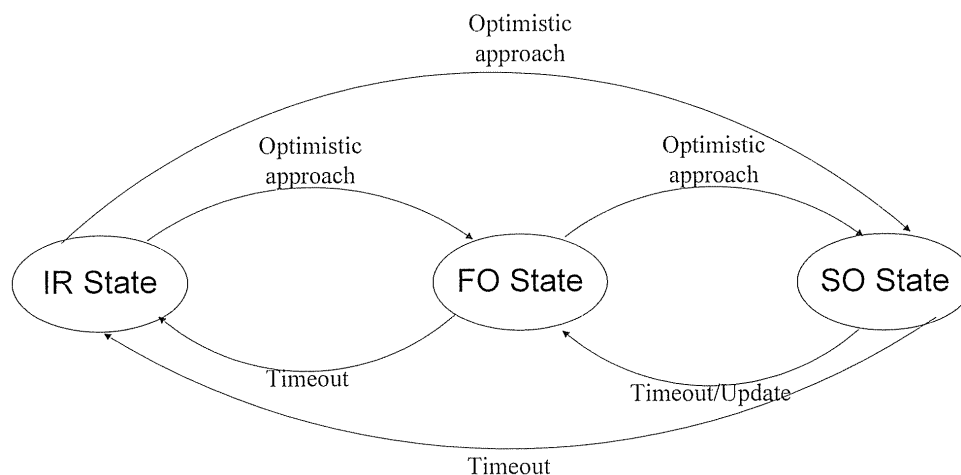 Optimistic
approach
Optimistic
approach
Optimistic
approach
IR State
FO State
SO State
Timeout
Timeout/Update
Timeout